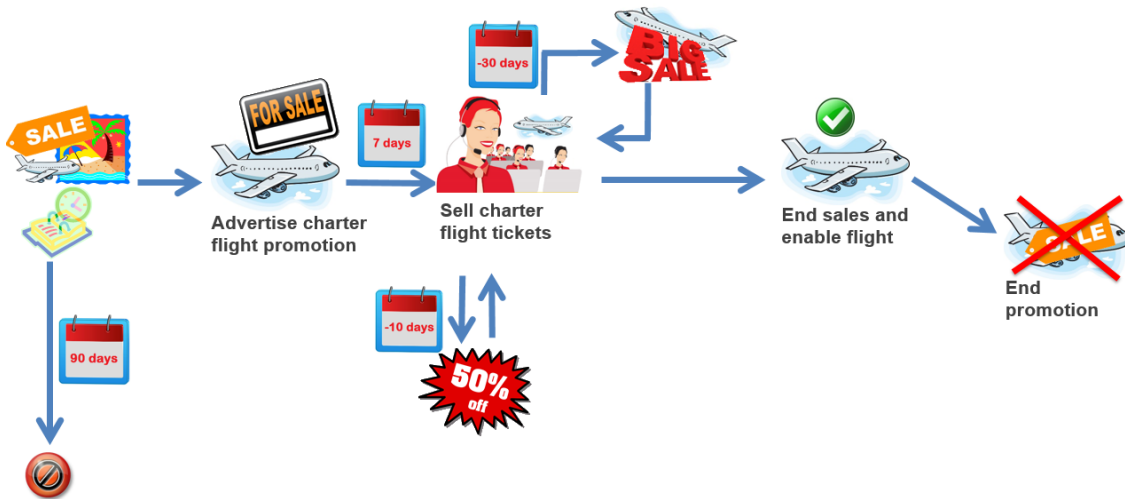 -30 days
BIG
SALE
FOR SALE
SALE
7 days
Advertise charter
flight promotion
Sell charter
flight tickets
End sales and
enable flight
SALE
End
promotion
-10 days
90 days
50%
off